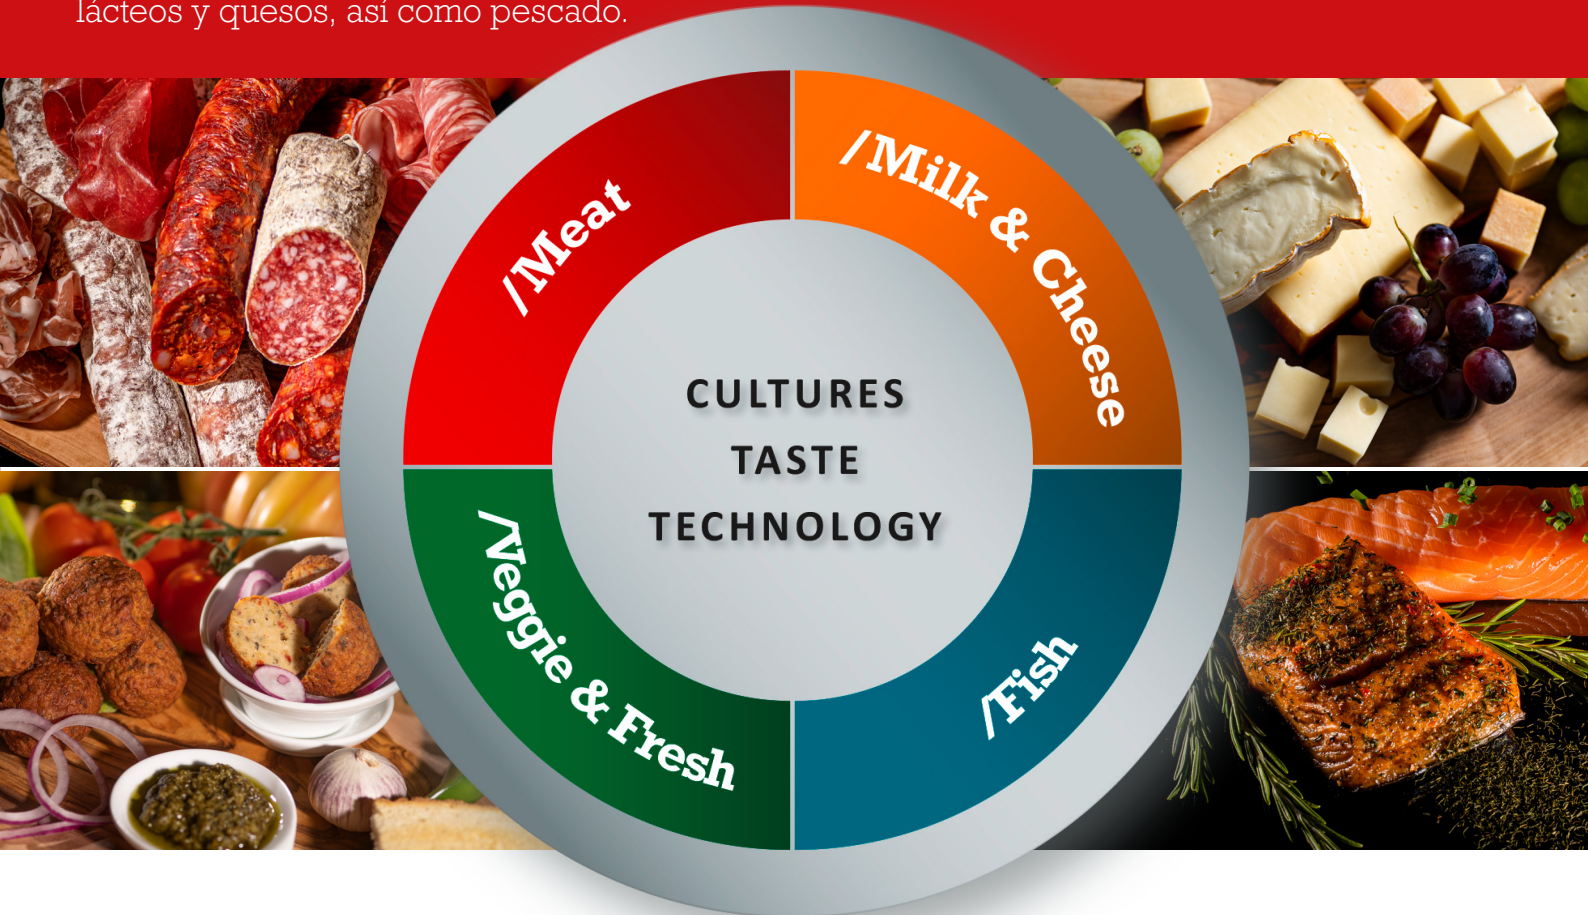 lácteos y quesos, así como pescado.
/Meat
/Milk & Cheese
CULTURES
TASTE
TECHNOLOGY
/Veggie & Fresh
/Fish